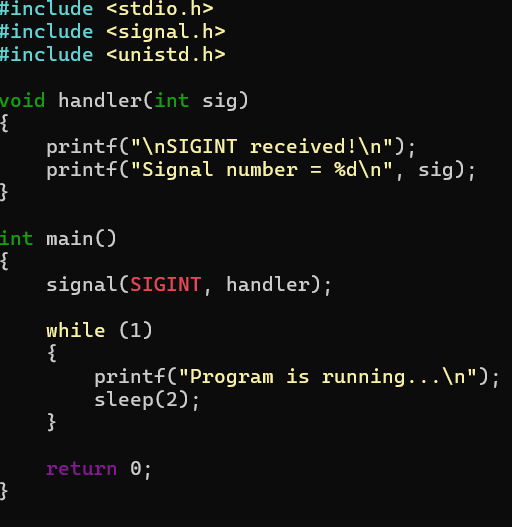 #include <stdio.h>
#include <signal.h>
#include <unistd.h>

void handler(int sig)
{
    printf("\nSIGINT received!\n");
    printf("Signal number = %d\n", sig);
}

int main()
{
    signal(SIGINT, handler);

    while (1)
    {
        printf("Program is running...\n");
        sleep(2);
    }

    return 0;
}